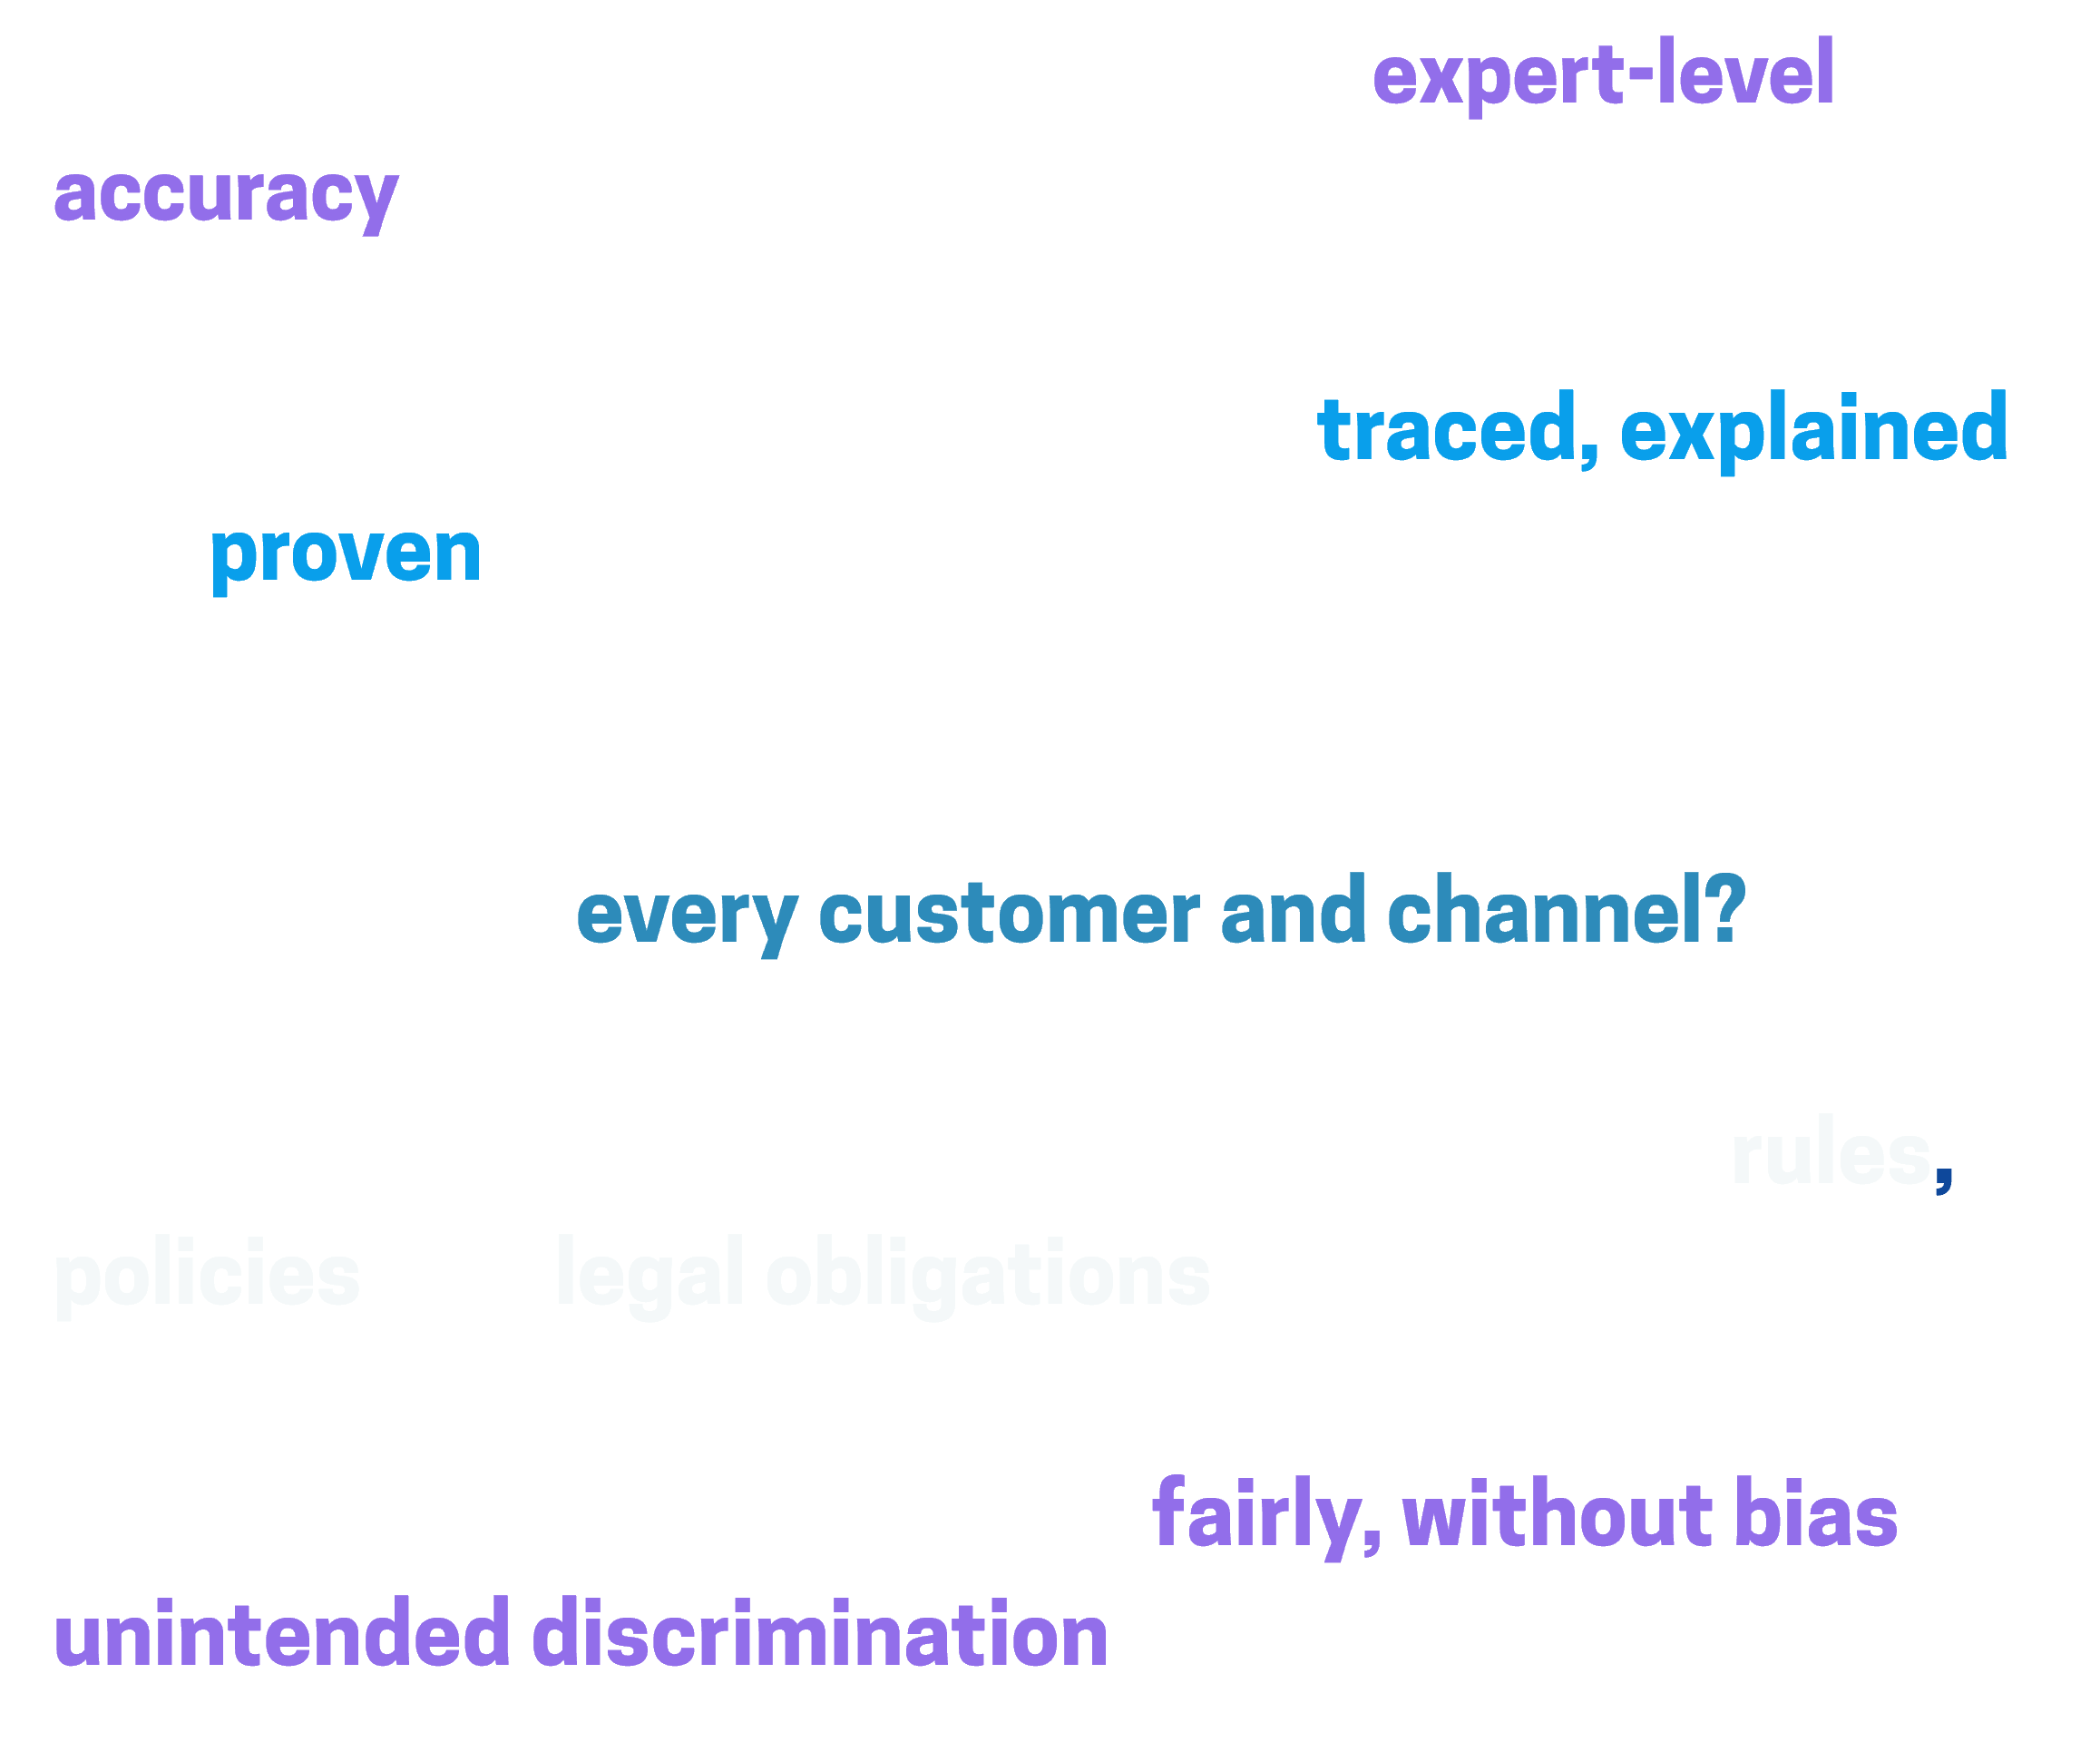 expert-level
accuracy
traced, explained
proven
every customer and channel?
rules,
policies legal obligations
fairly, without bias
unintended discrimination